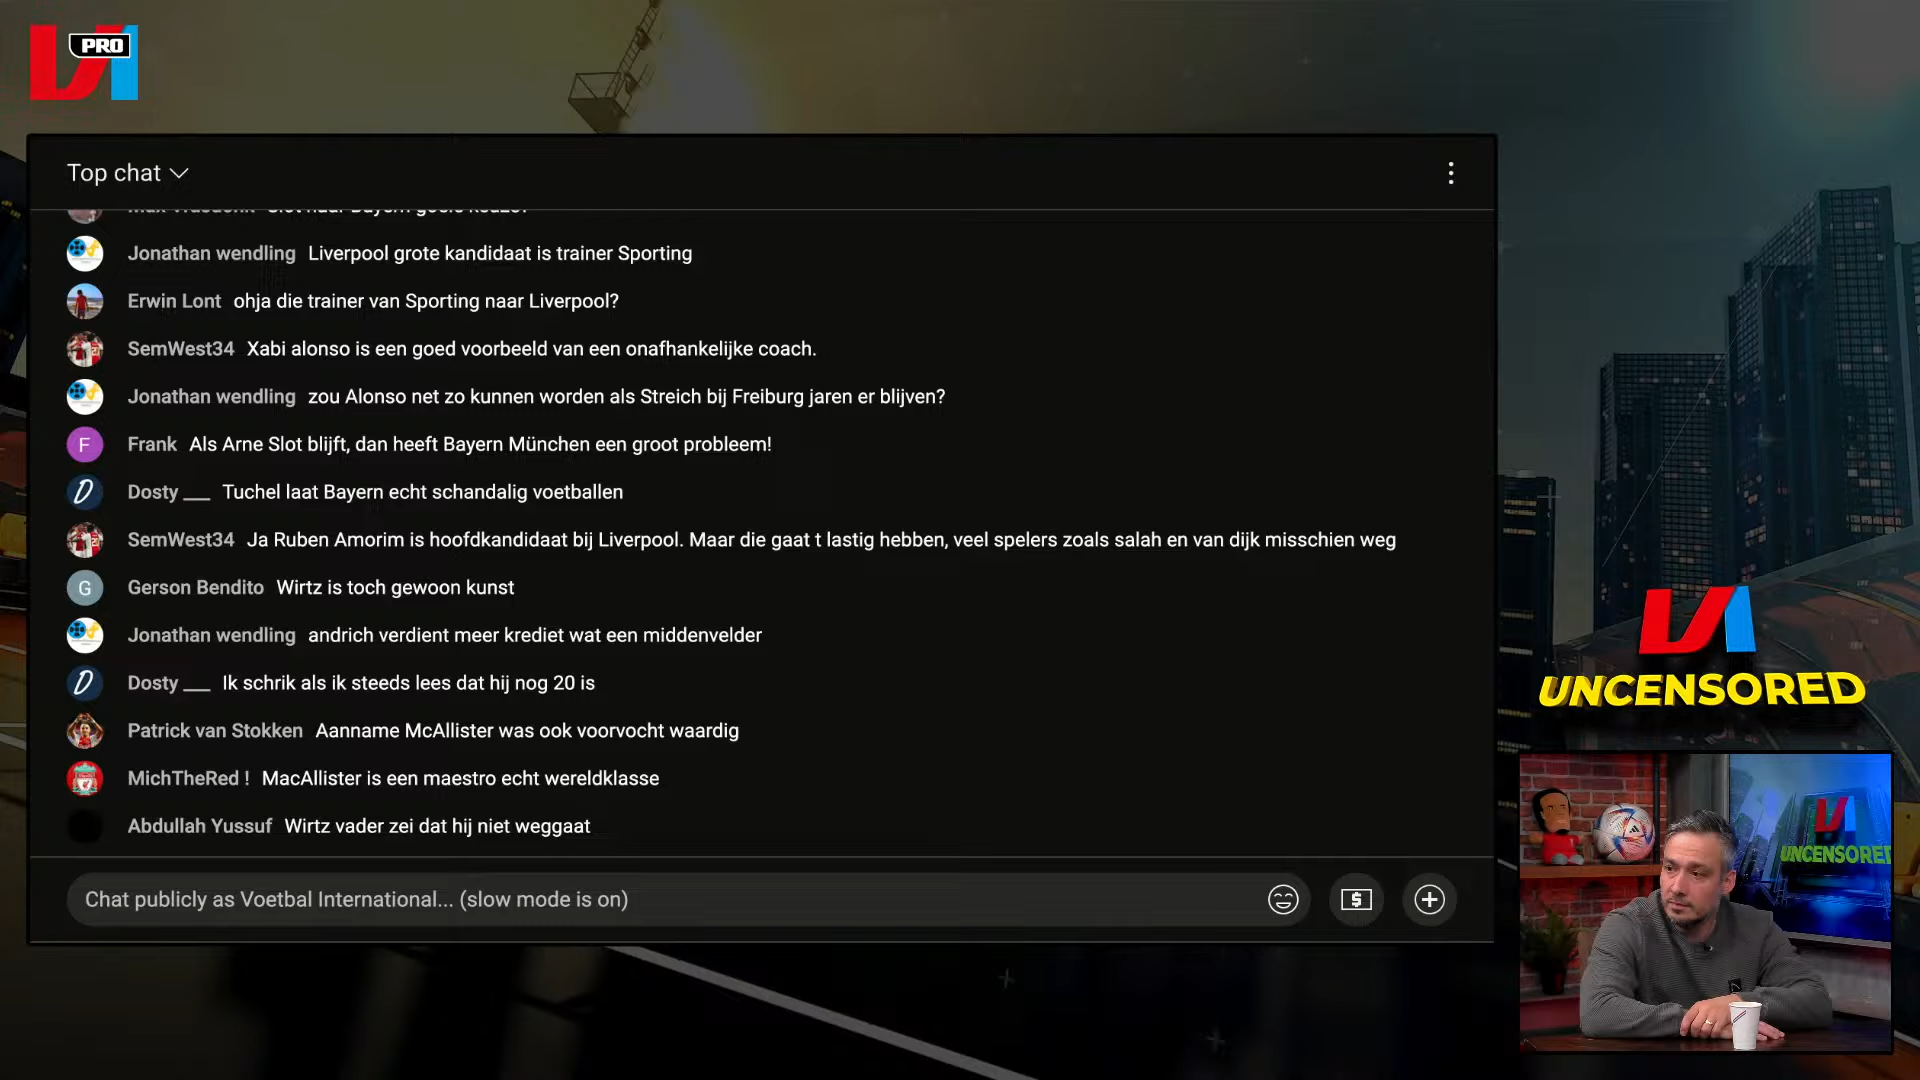 PRO
Top chat
Jonathan wendling Liverpool grote kandidaat is trainer Sporting
Erwin Lont ohja die trainer van Sporting naar Liverpool?
SemWest34 Xabi alonso is een goed voorbeeld van een onafhankelijke coach.
Jonathan wendling zou Alonso net zo kunnen worden als Streich bij Freiburg jaren er blijven?
F Frank Als Arne Slot blijft, dan heeft Bayern München een groot probleem!
D Dosty ___ Tuchel laat Bayern echt schandalig voetballen
SemWest34 Ja Ruben Amorim is hoofdkandidaat bij Liverpool. Maar die gaat t lastig hebben, veel spelers zoals salah en van dijk misschien weg
G Gerson Bendito Wirtz is toch gewoon kunst
Jonathan wendling andrich verdient meer krediet wat een middenvelder
D Dosty ___ Ik schrik als ik steeds lees dat hij nog 20 is
Patrick van Stokken Aanname McAllister was ook voorvocht waardig
MichTheRed ! MacAllister is een maestro echt wereldklasse
Abdullah Yussuf Wirtz vader zei dat hij niet weggaat
Chat publicly as Voetbal International... (slow mode is on)
VI
UNCENSORED
VI
UNCENSORED